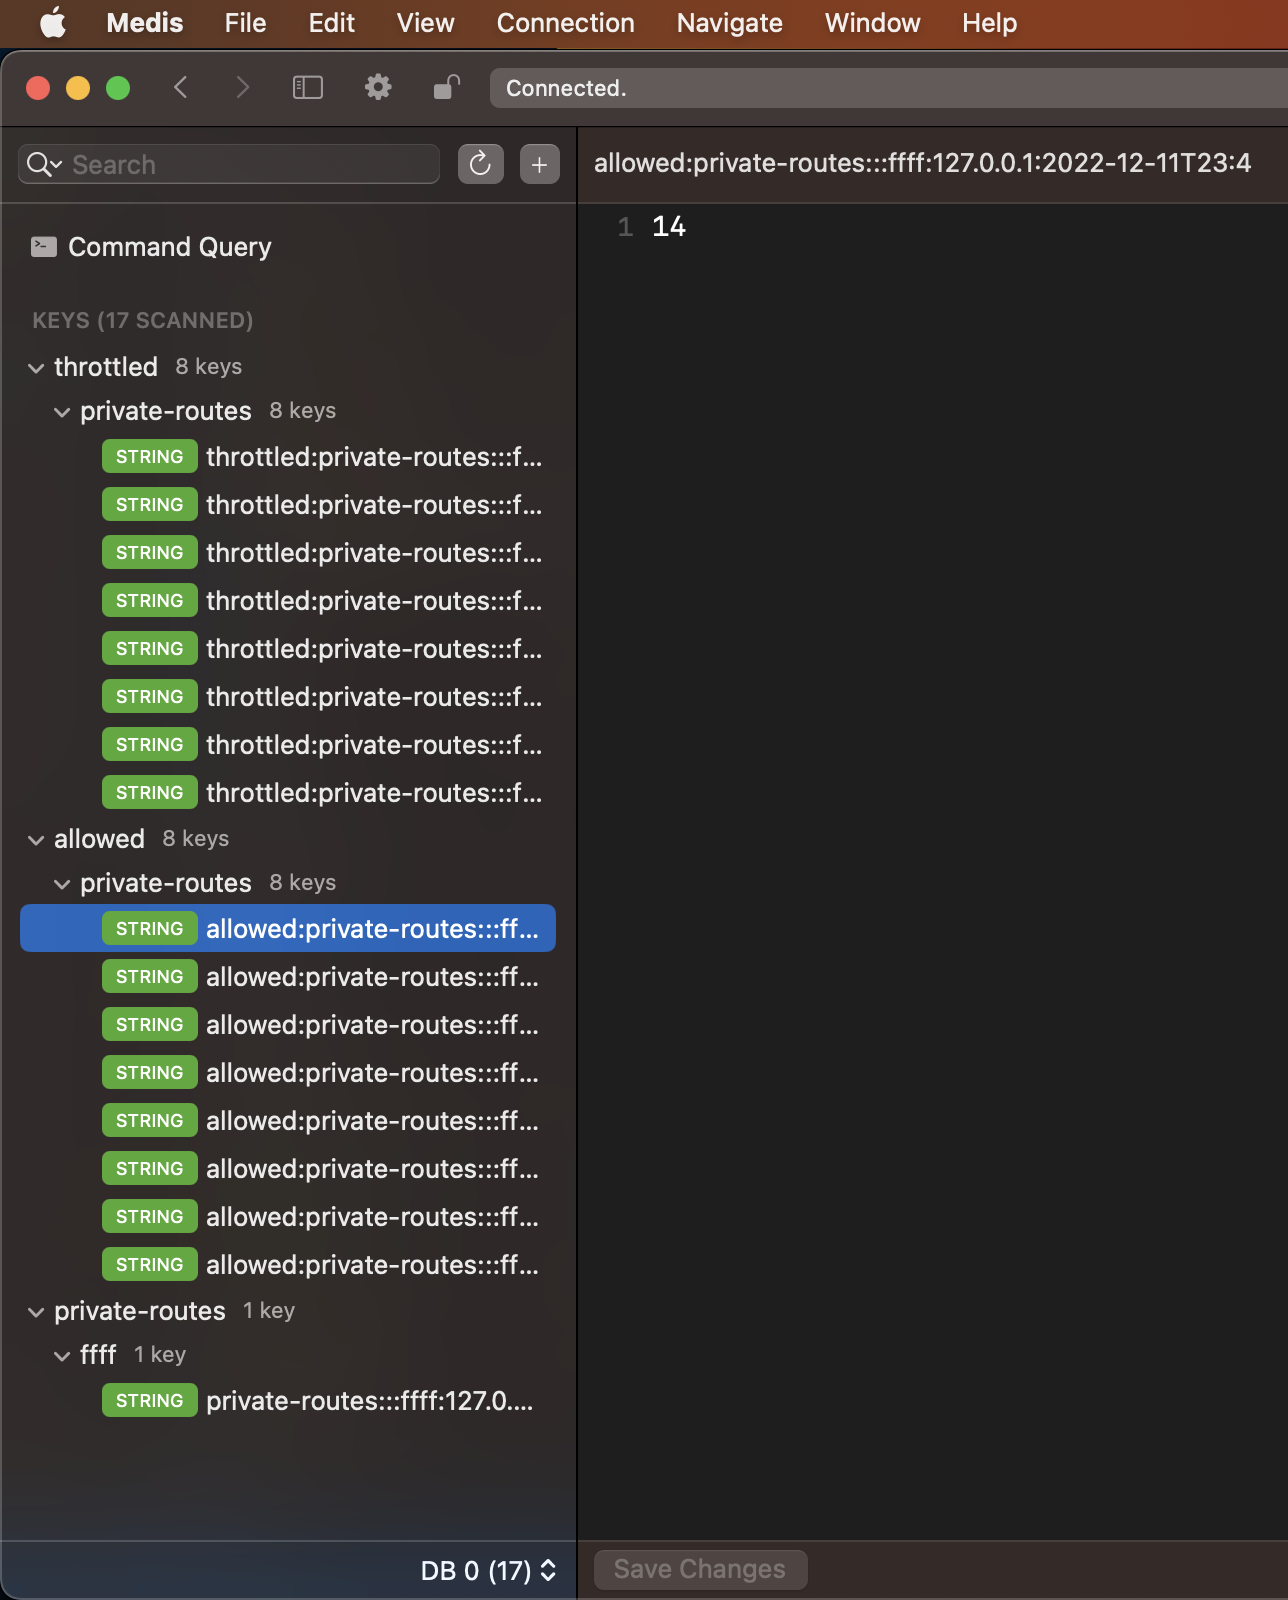 Medis File Edit View Connection Navigate Window Help
Connected.
Search
allowed:private-routes:::ffff:127.0.0.1:2022-12-11T23:4
1 14
Command Query
KEYS (17 SCANNED)
throttled 8 keys
private-routes 8 keys
STRING throttled:private-routes:::f...
STRING throttled:private-routes:::f...
STRING throttled:private-routes:::f...
STRING throttled:private-routes:::f...
STRING throttled:private-routes:::f...
STRING throttled:private-routes:::f...
STRING throttled:private-routes:::f...
STRING throttled:private-routes:::f...
allowed 8 keys
private-routes 8 keys
STRING allowed:private-routes:::ff...
STRING allowed:private-routes:::ff...
STRING allowed:private-routes:::ff...
STRING allowed:private-routes:::ff...
STRING allowed:private-routes:::ff...
STRING allowed:private-routes:::ff...
STRING allowed:private-routes:::ff...
STRING allowed:private-routes:::ff...
private-routes 1 key
ffff 1 key
STRING private-routes:::ffff:127.0....
DB 0 (17)
Save Changes